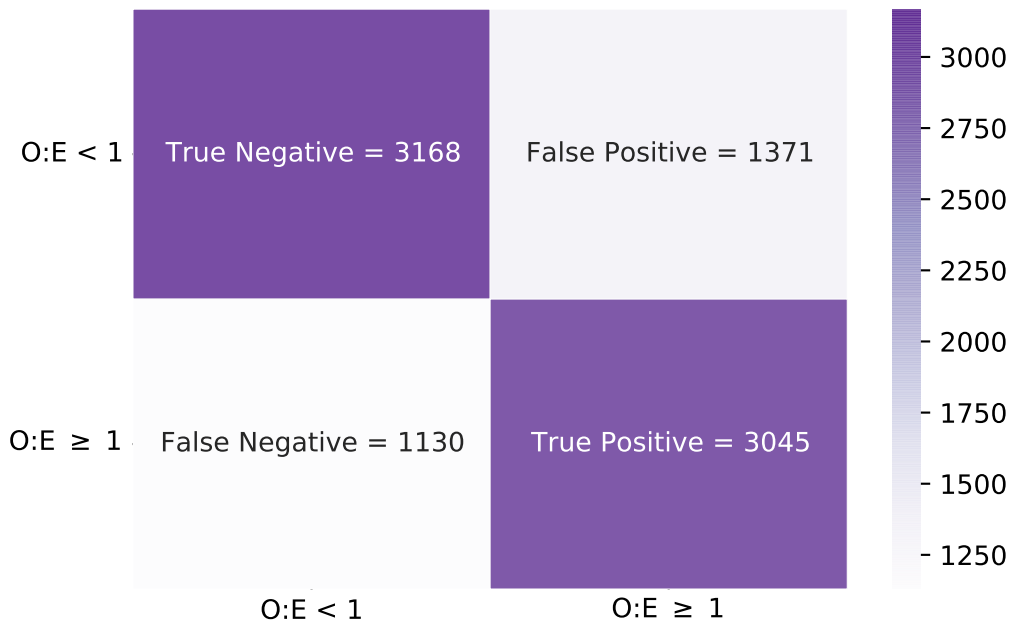 O:E < 1
True Negative = 3168
False Positive = 1371
O:E ≥ 1
False Negative = 1130
True Positive = 3045
O:E < 1
O:E ≥ 1
3000
2750
2500
2250
2000
1750
1500
1250